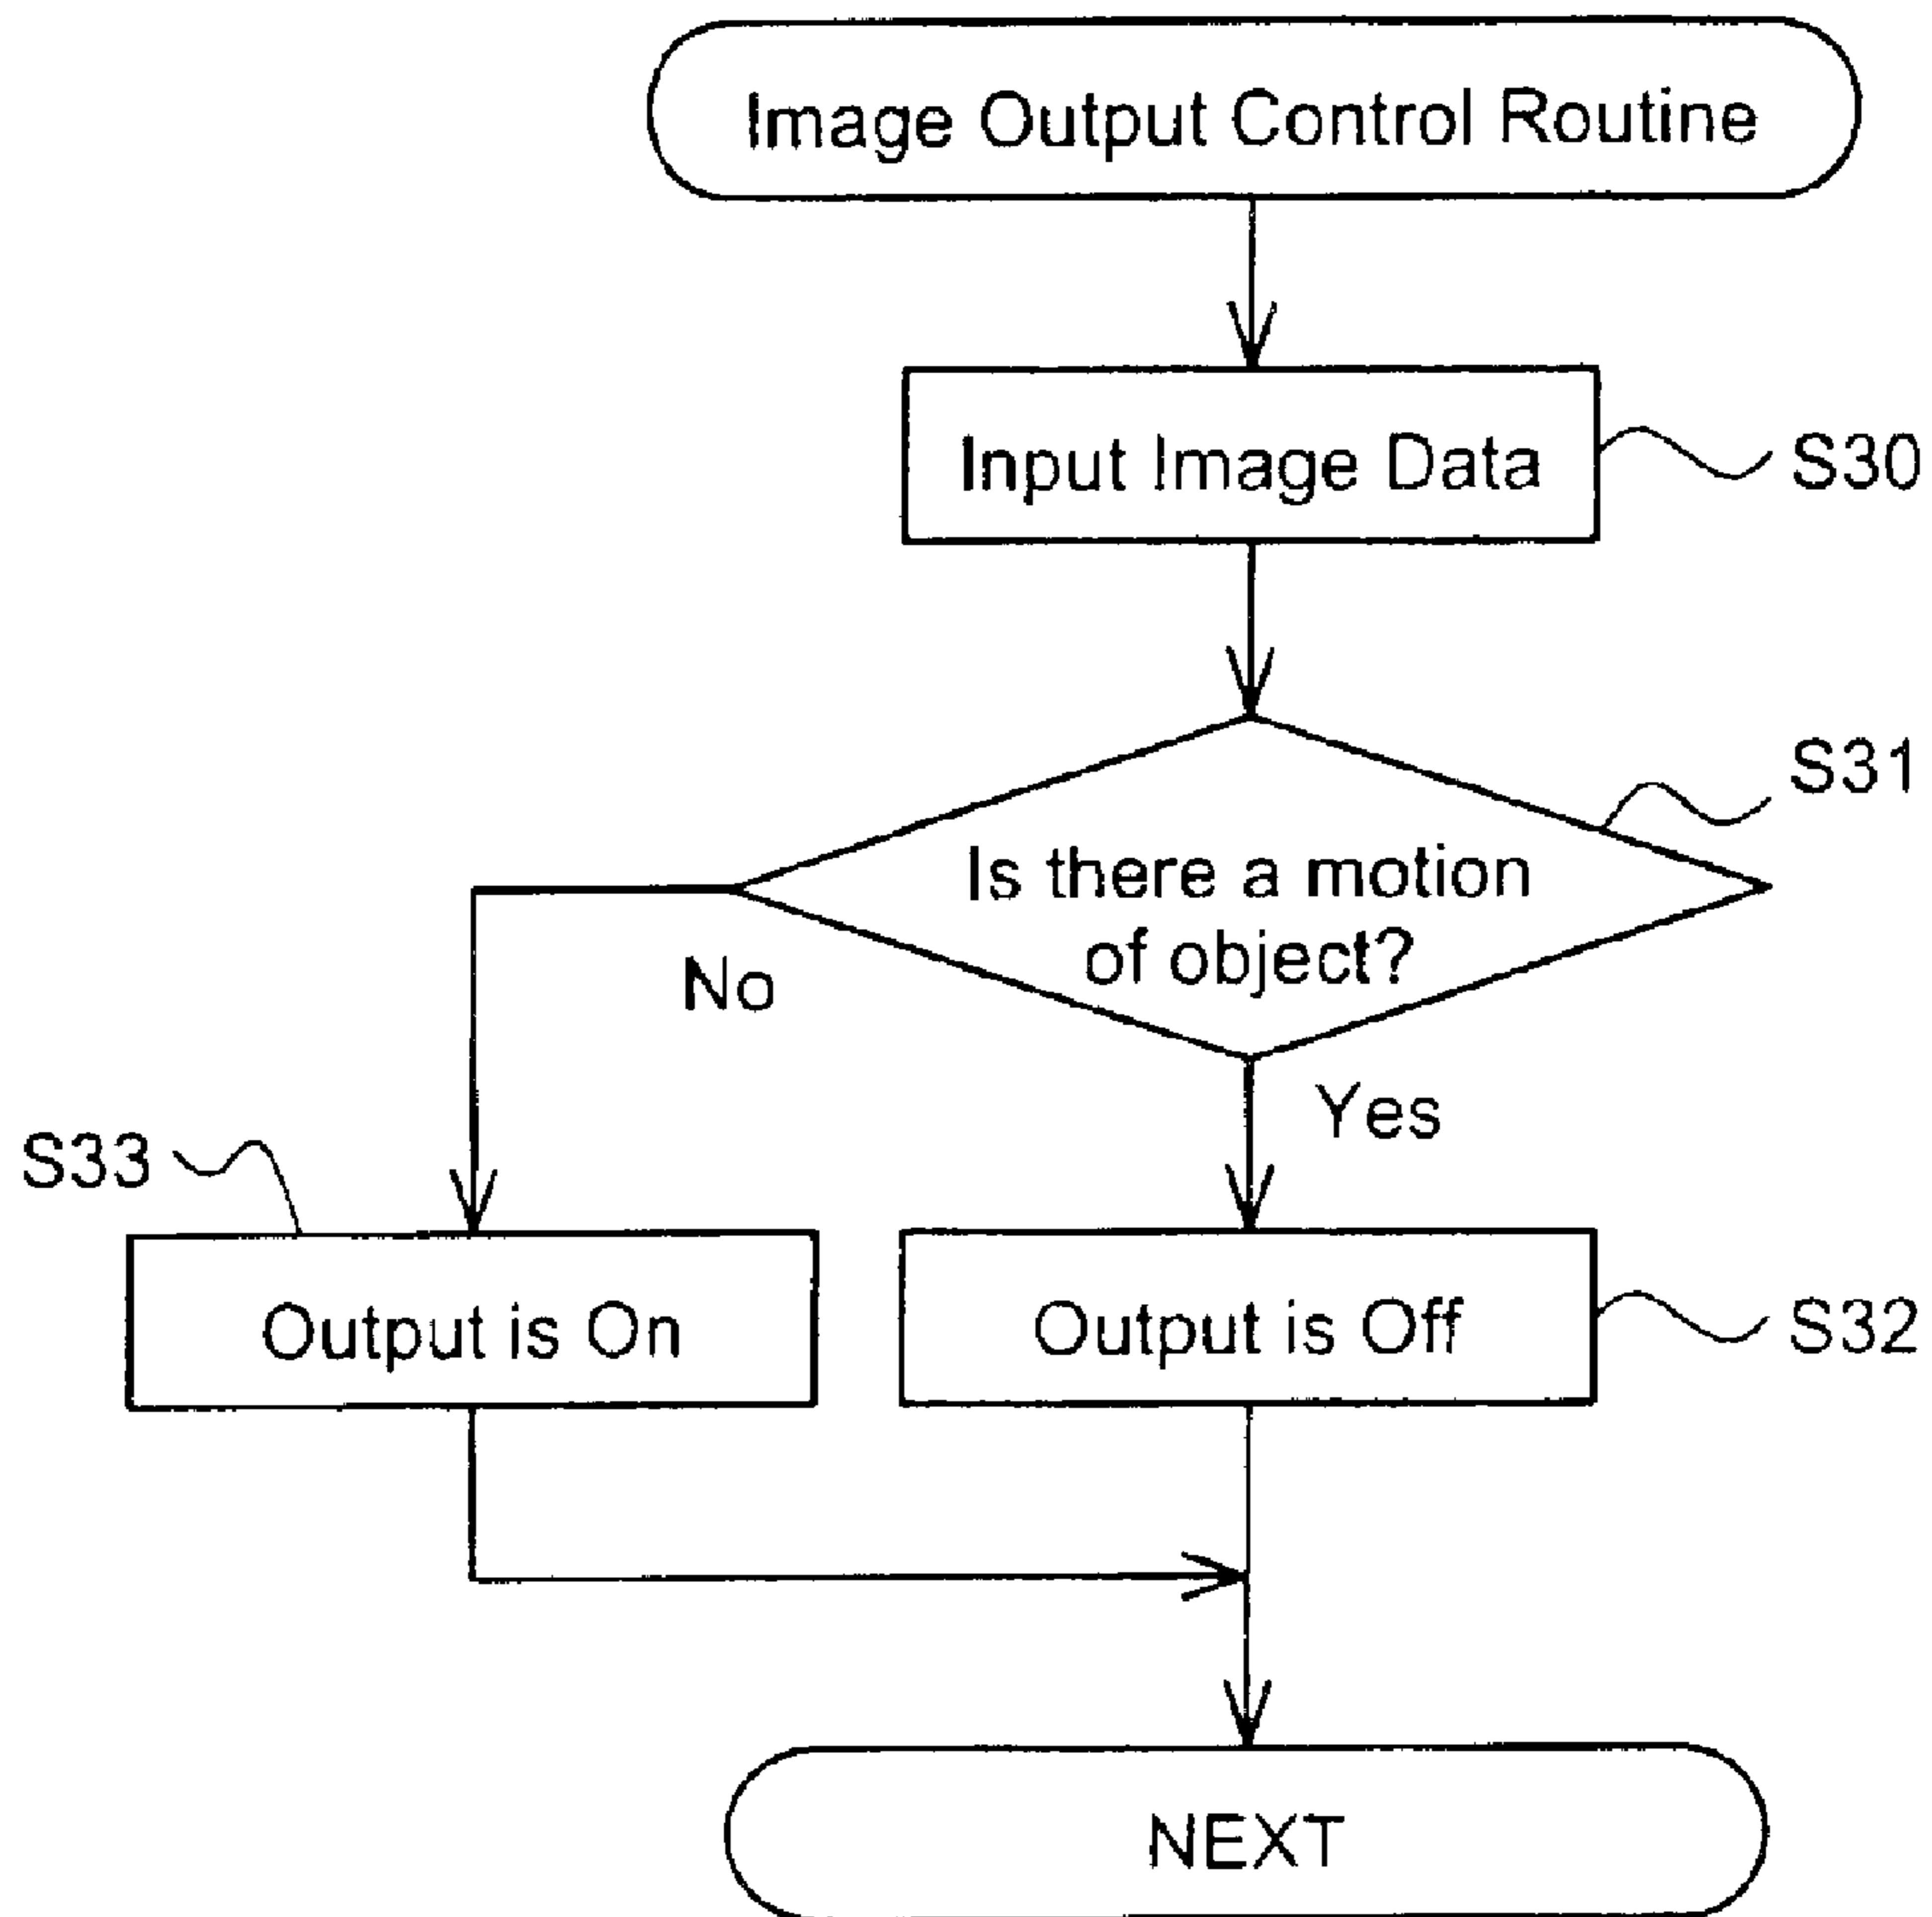 Image Output Control Routine
Input Image Data
S30
S31
Is there a motion
of object?
No
Yes
S33
Output is On
Output is Off
S32
NEXT